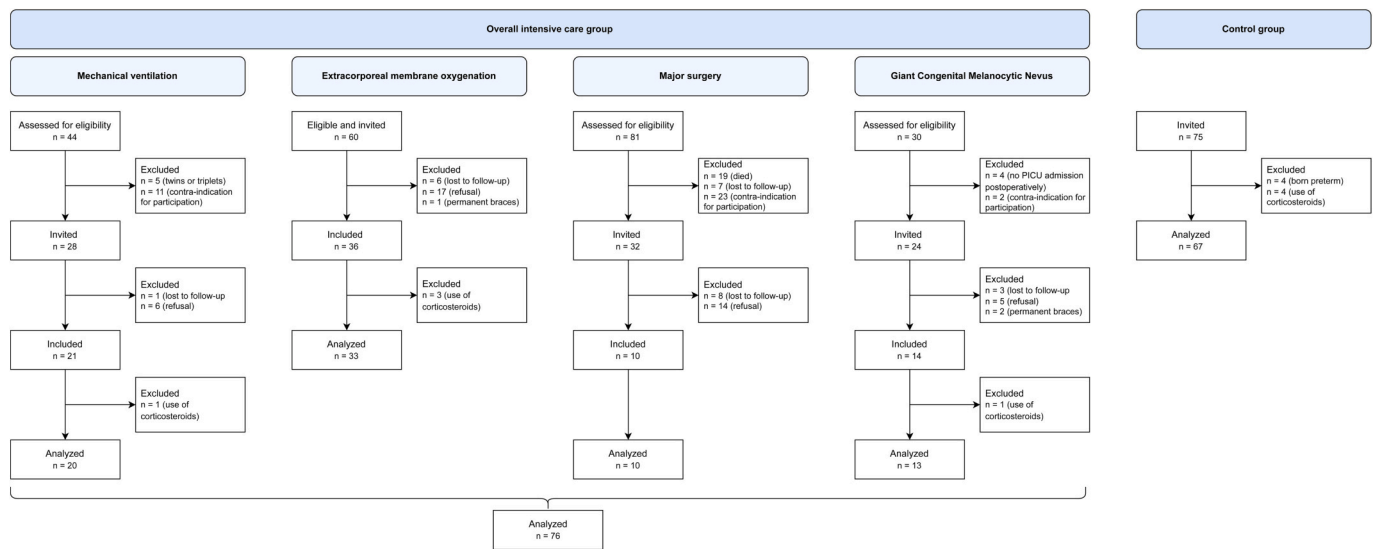 Overall intensive care group
Control group
Mechanical ventilation
Extracorporeal membrane oxygenation
Major surgery
Giant Congenital Melanocytic Nevus
Assessed for eligibility
n = 44
Excluded
n = 5 (twins or triplets)
n = 11 (contra-indication
for participation)
Invited
n = 28
Excluded
n = 1 (lost to follow-up
n = 6 (refusal)
Included
n = 21
Excluded
n = 1 (use of
corticosteroids)
Analyzed
n = 20
Eligible and invited
n = 60
Excluded
n = 6 (lost to follow-up)
n = 17 (refusal)
n = 1 (permanent braces)
Included
n = 36
Excluded
n = 3 (use of
corticosteroids)
Analyzed
n = 33
Assessed for eligibility
n = 81
Excluded
n = 19 (died)
n = 7 (lost to follow-up)
n = 23 (contra-indication
for participation)
Invited
n = 32
Excluded
n = 8 (lost to follow-up)
n = 14 (refusal)
Included
n = 10
Analyzed
n = 10
Assessed for eligibility
n = 30
Excluded
n = 4 (no PICU admission
postoperatively)
n = 2 (contra-indication for
participation)
Invited
n = 24
Excluded
n = 3 (lost to follow-up
n = 5 (refusal)
n = 2 (permanent braces)
Included
n = 14
Excluded
n = 1 (use of
corticosteroids)
Analyzed
n = 13
Invited
n = 75
Excluded
n = 4 (born preterm)
n = 4 (use of
corticosteroids)
Analyzed
n = 67
Analyzed
n = 76